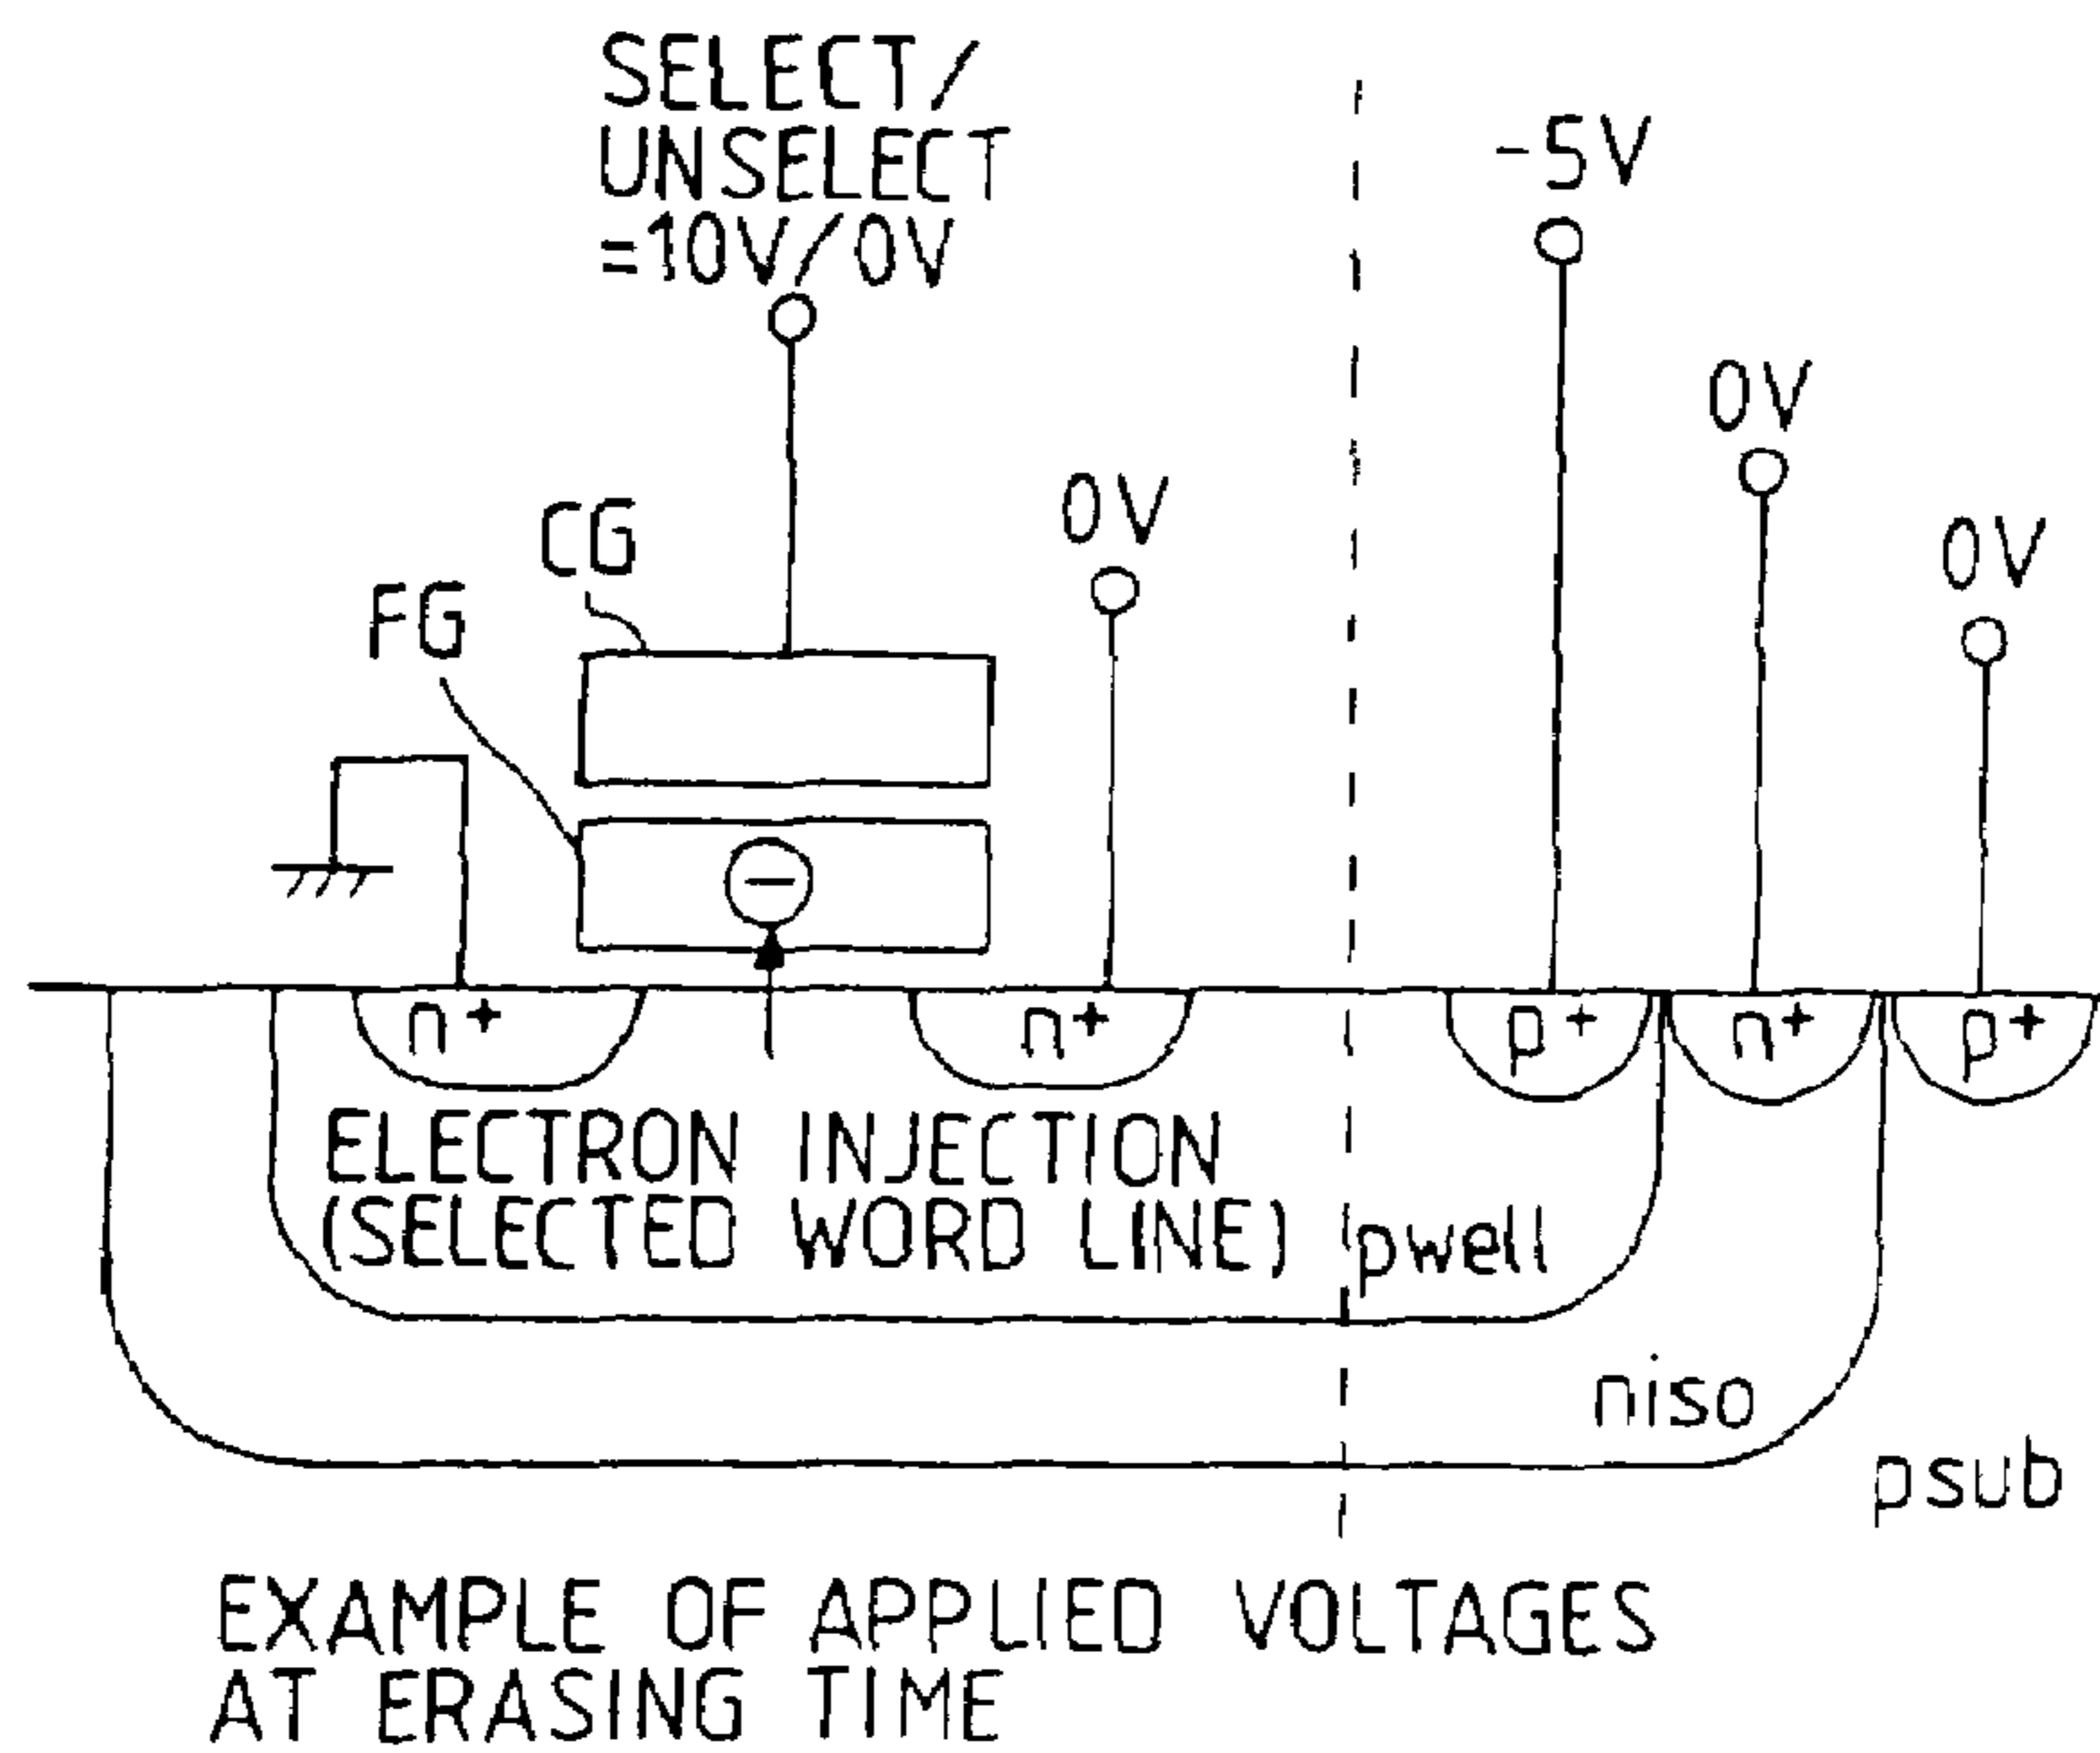 SELECT/
UNSELECT
=10V/0V
-5V
0V
0V
0V
CG
FG
n+
n+
p+
n+
p+
ELECTRON INJECTION
(SELECTED WORD LINE)
pwell
niso
psub
EXAMPLE OF APPLIED VOLTAGES
AT ERASING TIME